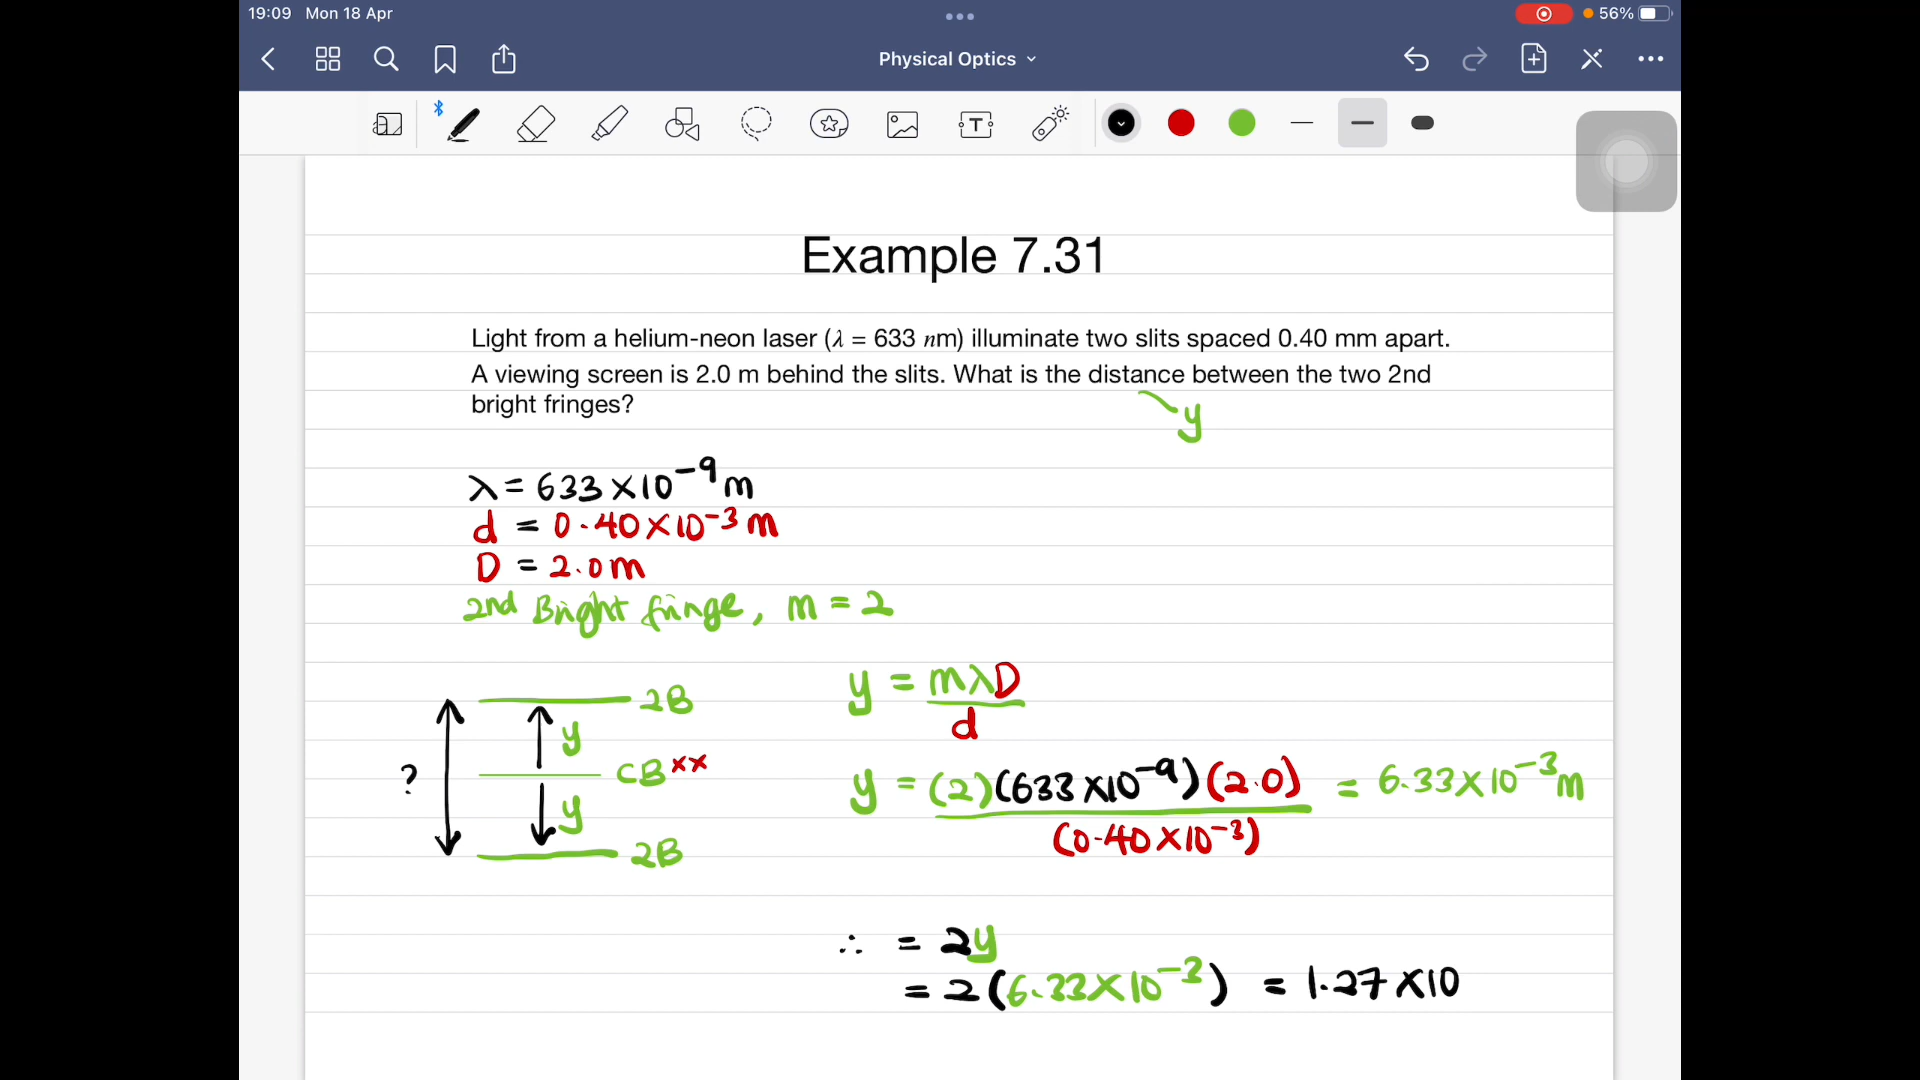 19:09 Mon 18 Apr
56%
Physical Optics
Example 7.31
Light from a helium-neon laser (λ = 633 nm) illuminate two slits spaced 0.40 mm apart.
A viewing screen is 2.0 m behind the slits. What is the distance between the two 2nd
bright fringes?
y
λ = 633 × 10⁻⁹ m
d = 0.40 × 10⁻³ m
D = 2.0 m
2nd Bright fringe, m = 2
2B
y
?
CB xx
y
2B
y = mλD
d
y = (2)(633 × 10⁻⁹)(2.0) = 6.33 × 10⁻³ m
(0.40 × 10⁻³)
∴ = 2y
= 2(6.33 × 10⁻³) = 1.27 × 10